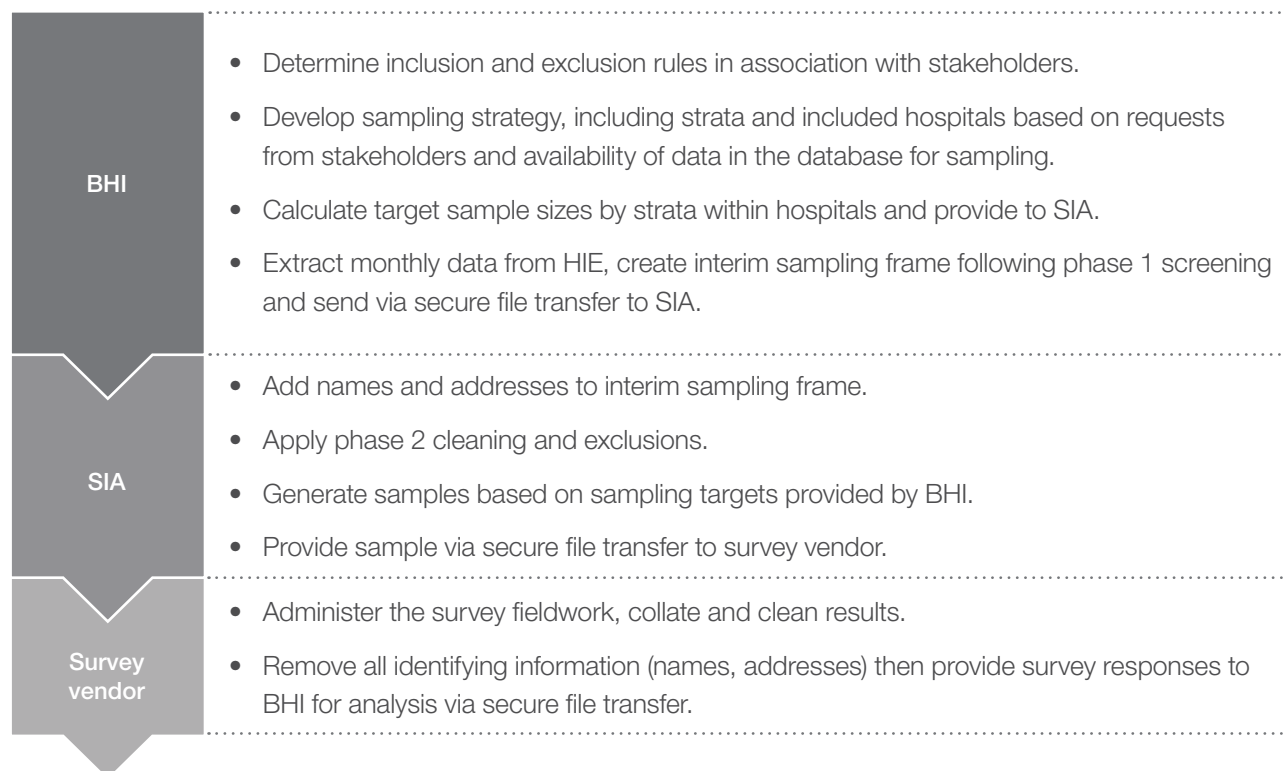 BHI
• Determine inclusion and exclusion rules in association with stakeholders.
• Develop sampling strategy, including strata and included hospitals based on requests
from stakeholders and availability of data in the database for sampling.
• Calculate target sample sizes by strata within hospitals and provide to SIA.
• Extract monthly data from HIE, create interim sampling frame following phase 1 screening
and send via secure file transfer to SIA.
SIA
• Add names and addresses to interim sampling frame.
• Apply phase 2 cleaning and exclusions.
• Generate samples based on sampling targets provided by BHI.
• Provide sample via secure file transfer to survey vendor.
Survey
vendor
• Administer the survey fieldwork, collate and clean results.
• Remove all identifying information (names, addresses) then provide survey responses to
BHI for analysis via secure file transfer.